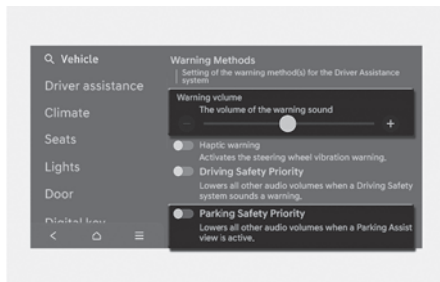 Vehicle
Driver assistance
Climate
Seats
Lights
Door
Digital key
Warning Methods
Setting of the warning method(s) for the Driver Assistance
system
Warning volume
The volume of the warning sound
Haptic warning
Activates the steering wheel vibration warning.
Driving Safety Priority
Lowers all other audio volumes when a Driving Safety
system sounds a warning.
Parking Safety Priority
Lowers all other audio volumes when a Parking Assist
view is active.